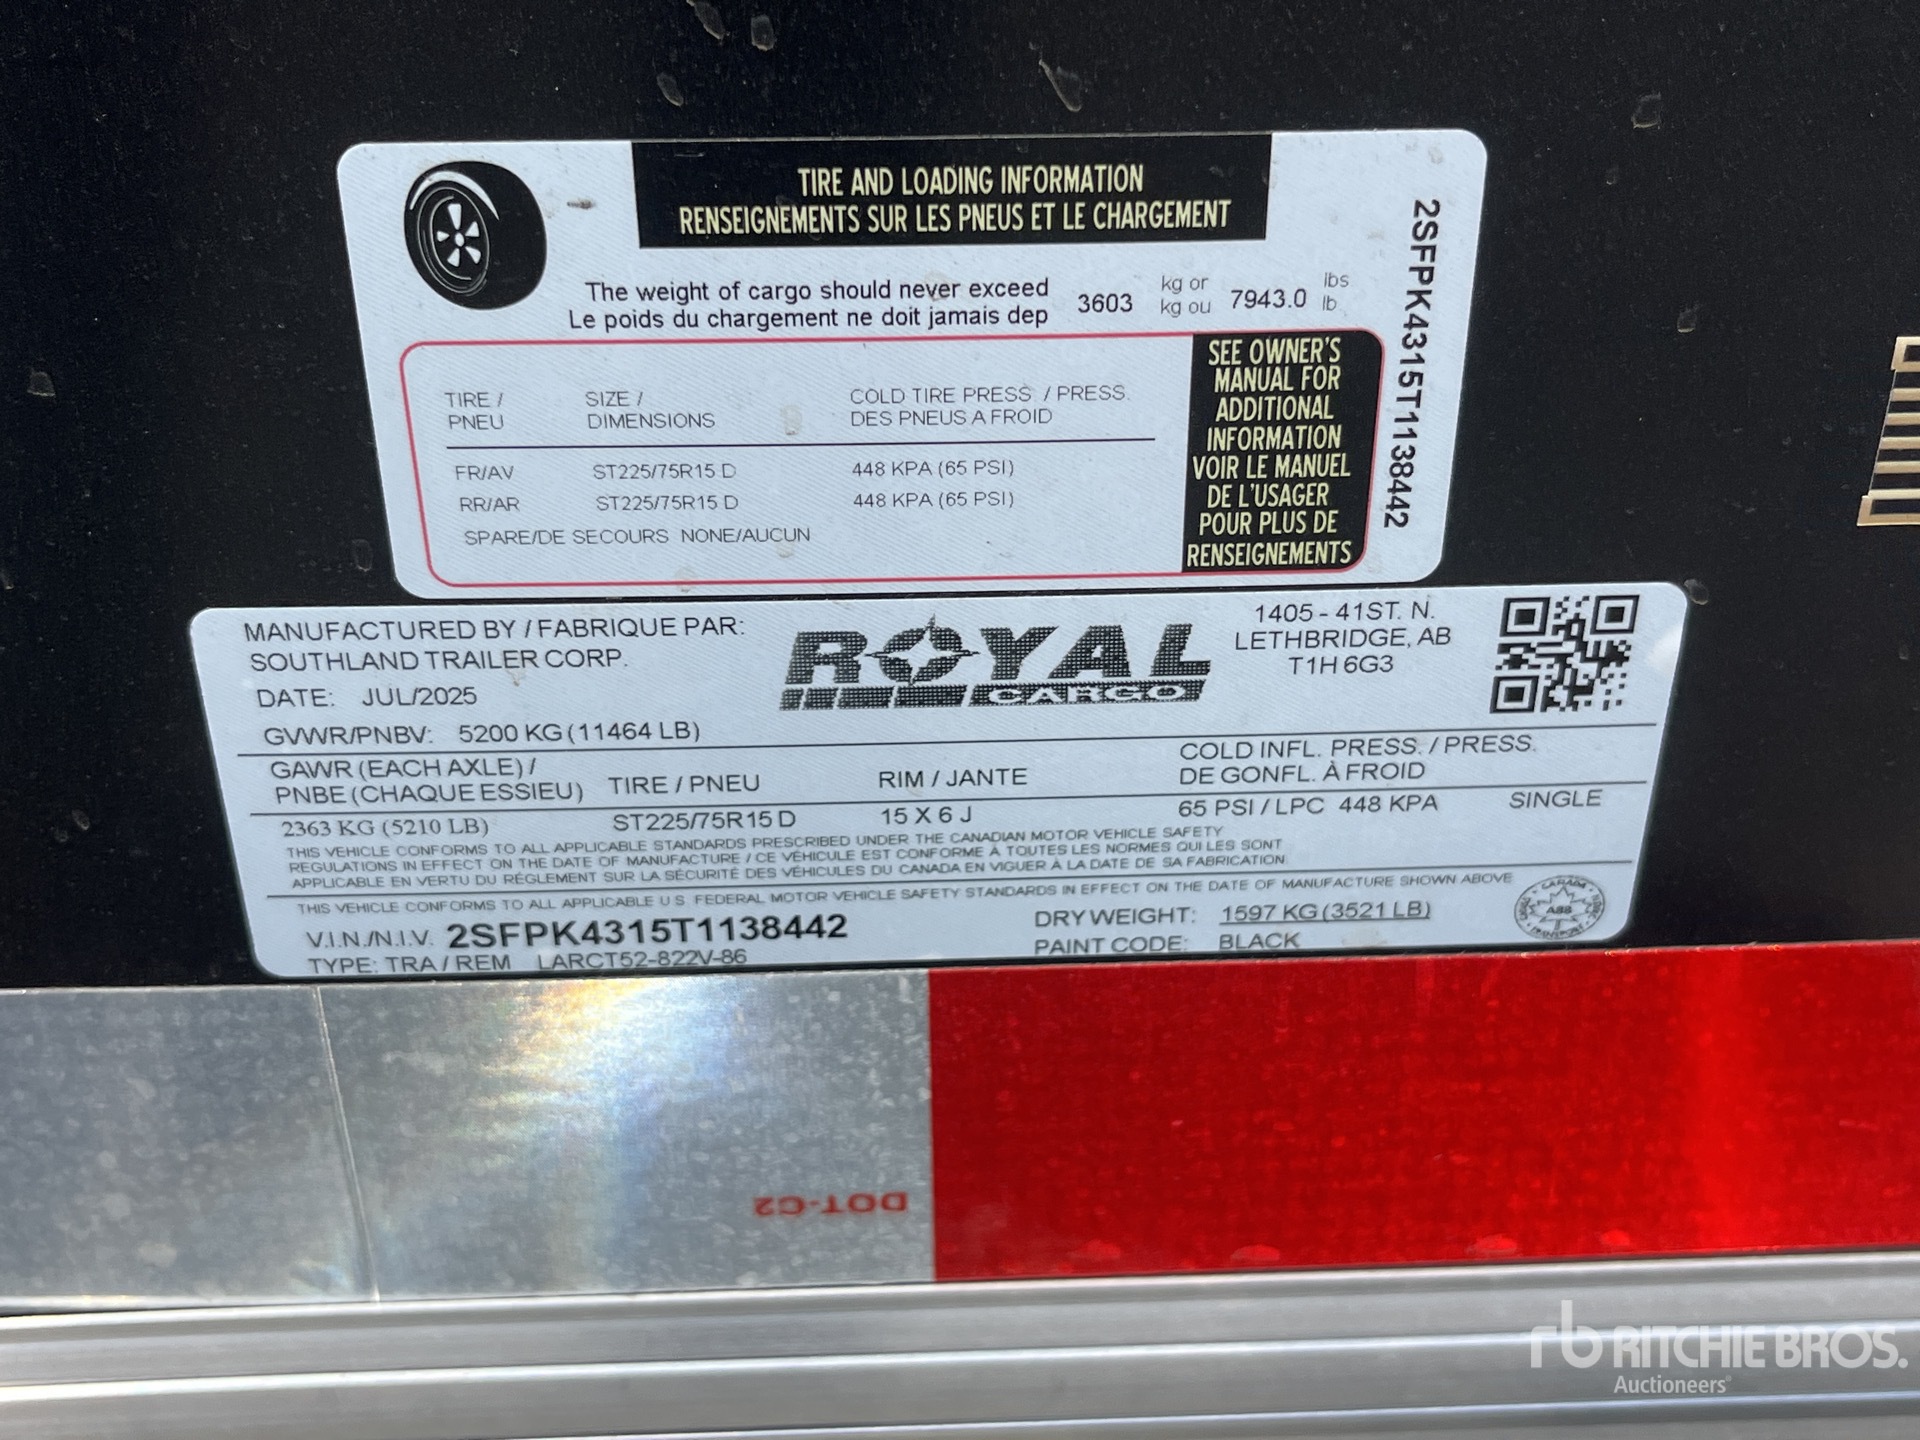 TIRE AND LOADING INFORMATION
RENSEIGNEMENTS SUR LES PNEUS ET LE CHARGEMENT
The weight of cargo should never exceed 3603 kg or 7943.0 lbs
Le poids du chargement ne doit jamais dep kg ou lb
TIRE / SIZE / COLD TIRE PRESS. / PRESS.
PNEU DIMENSIONS DES PNEUS A FROID
FR/AV ST225/75R15 D 448 KPA (65 PSI)
RR/AR ST225/75R15 D 448 KPA (65 PSI)
SPARE/DE SECOURS NONE/AUCUN
SEE OWNER'S
MANUAL FOR
ADDITIONAL
INFORMATION
VOIR LE MANUEL
DE L'USAGER
POUR PLUS DE
RENSEIGNEMENTS
2SFPK4315T1138442
MANUFACTURED BY / FABRIQUE PAR:
SOUTHLAND TRAILER CORP.
DATE: JUL/2025
ROYAL
CARGO
1405 - 41ST. N.
LETHBRIDGE, AB
T1H 6G3
GVWR/PNBV: 5200 KG (11464 LB)
GAWR (EACH AXLE) / TIRE / PNEU RIM / JANTE COLD INFL. PRESS. / PRESS.
PNBE (CHAQUE ESSIEU) DE GONFL. À FROID
2363 KG (5210 LB) ST225/75R15 D 15 X 6 J 65 PSI / LPC 448 KPA SINGLE
THIS VEHICLE CONFORMS TO ALL APPLICABLE STANDARDS PRESCRIBED UNDER THE CANADIAN MOTOR VEHICLE SAFETY
REGULATIONS IN EFFECT ON THE DATE OF MANUFACTURE / CE VÉHICULE EST CONFORME À TOUTES LES NORMES QUI LES SONT
APPLICABLE EN VERTU DU RÉGLEMENT SUR LA SÉCURITÉ DES VÉHICULES DU CANADA EN VIGUER À LA DATE DE SA FABRICATION.
THIS VEHICLE CONFORMS TO ALL APPLICABLE U S FEDERAL MOTOR VEHICLE SAFETY STANDARDS IN EFFECT ON THE DATE OF MANUFACTURE SHOWN ABOVE
V.I.N./N.I.V. 2SFPK4315T1138442
TYPE: TRA / REM LARCT52-822V-86
DRY WEIGHT: 1597 KG (3521 LB)
PAINT CODE: BLACK
CANADA
ABB
TRANSPORT
DOT-C2
rb RITCHIE BROS.
Auctioneers